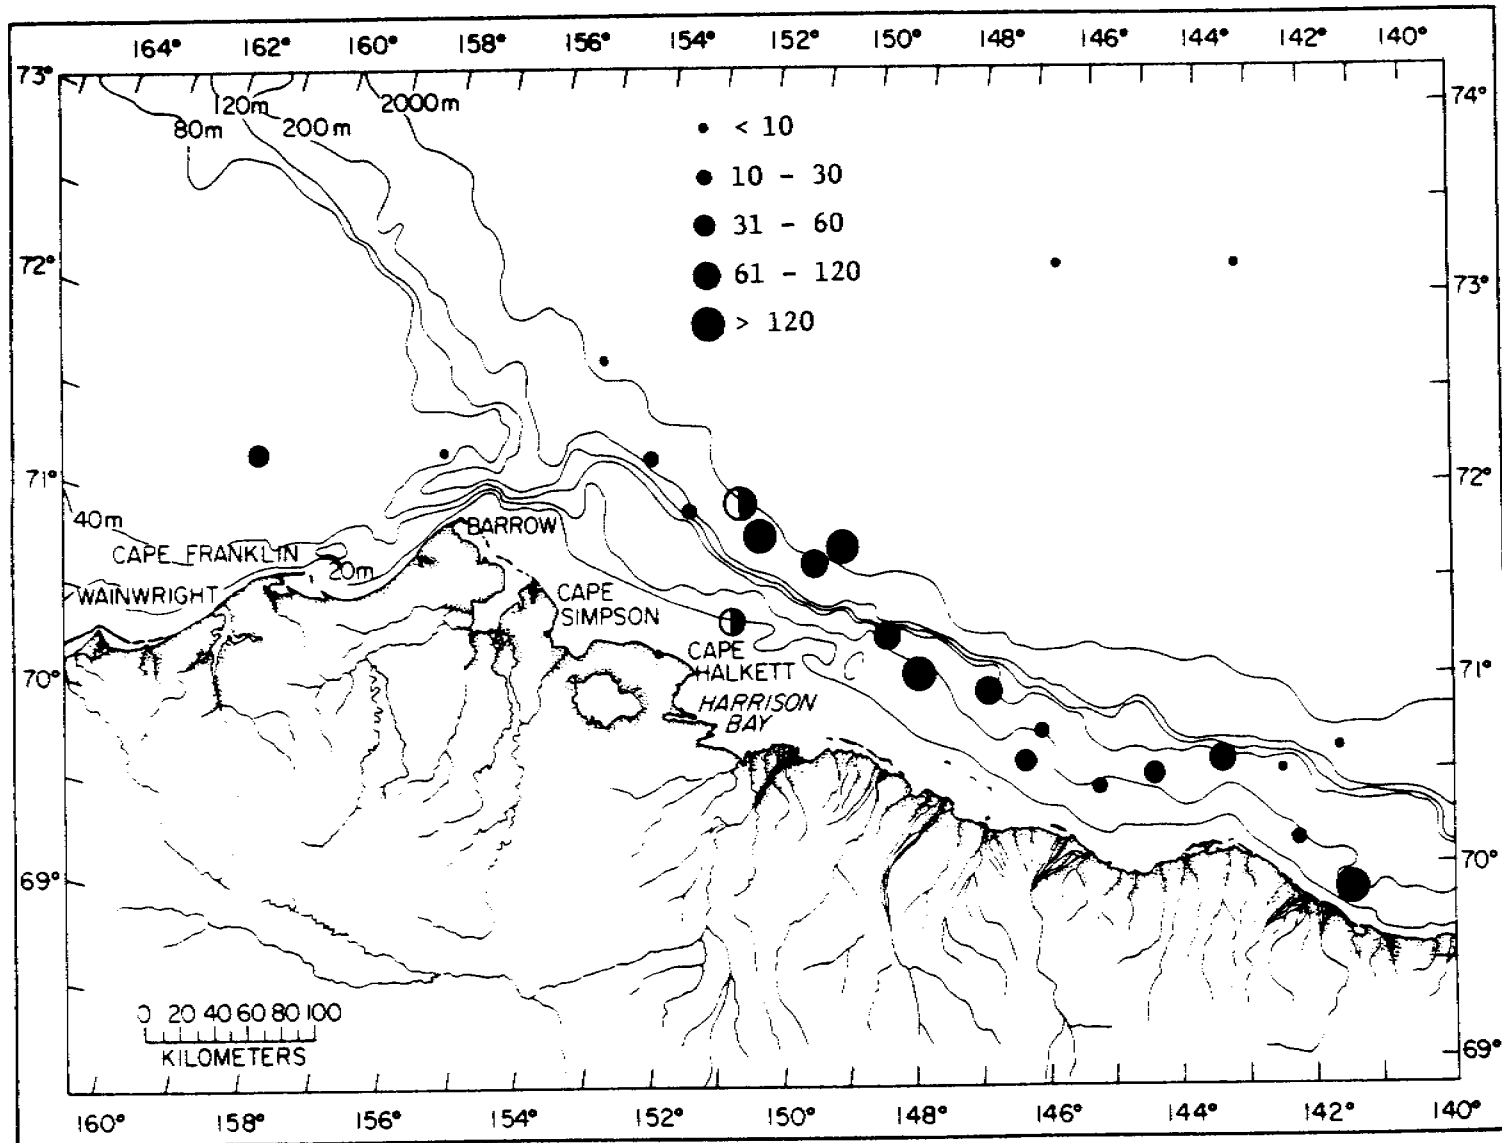 164° 162° 160° 158° 156° 154° 152° 150° 148° 146° 144° 142° 140°
73°
74°
120m
2000m
80m
200m
< 10
10 - 30
31 - 60
61 - 120
> 120
72°
73°
71°
72°
40m
BARROW
CAPE FRANKLIN
20m
WAINWRIGHT
CAPE
SIMPSON
CAPE
HALKETT
70°
71°
HARRISON
BAY
69°
70°
0 20 40 60 80 100
KILOMETERS
69°
160° 158° 156° 154° 152° 150° 148° 146° 144° 142° 140°